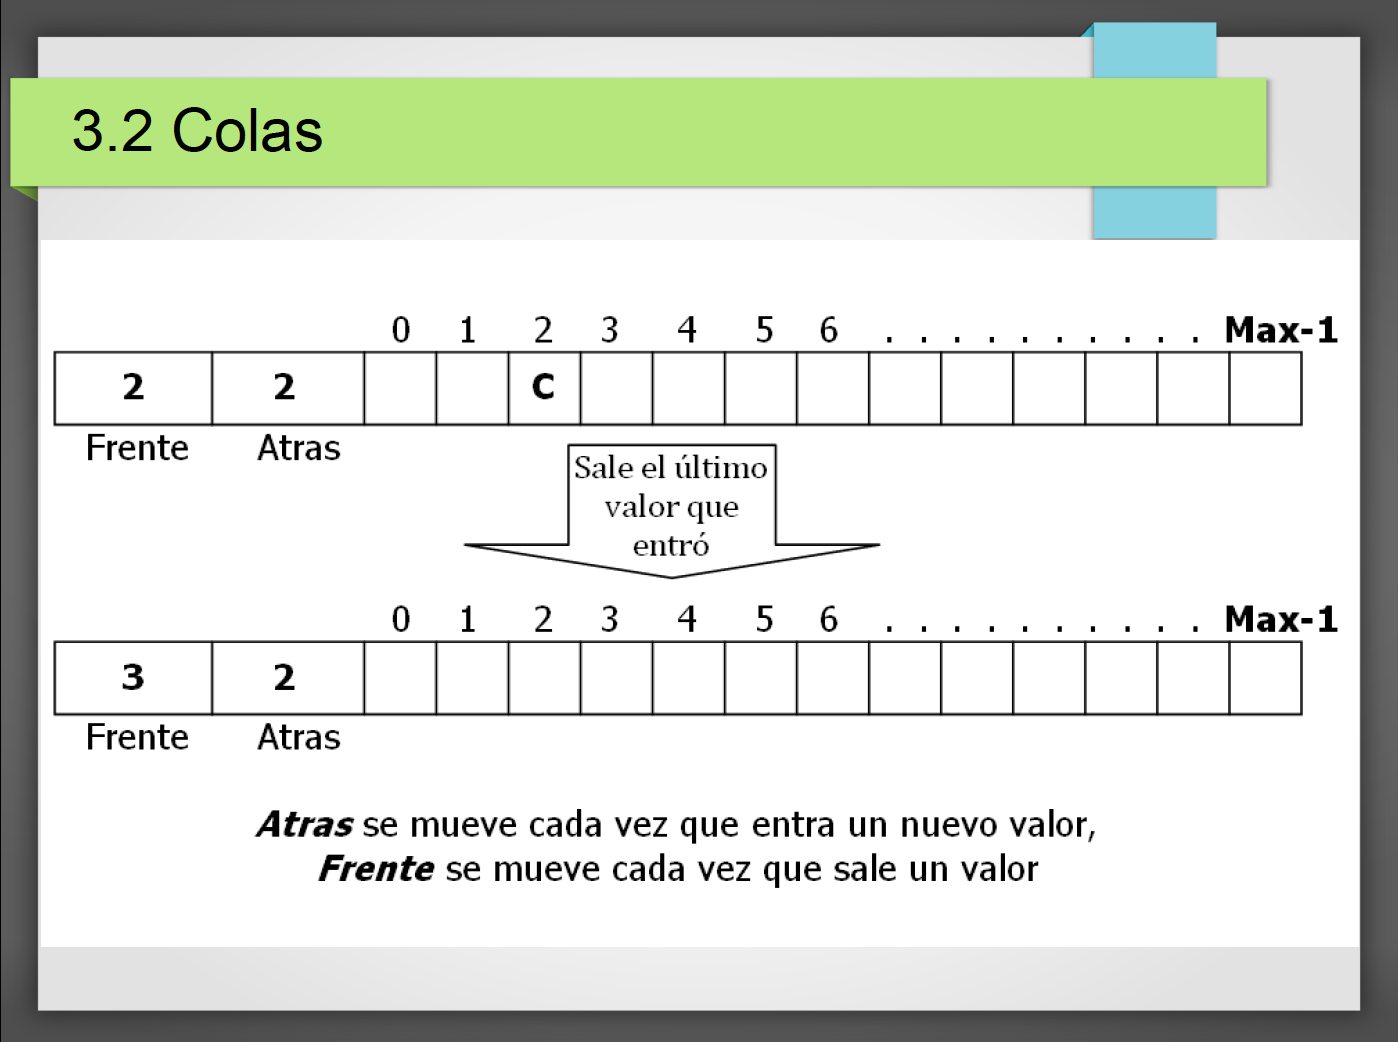 3.2 Colas
0 1 2 3 4 5 6 . . . . . . . . . . Max-1
2 2 C
Frente Atras
Sale el último
valor que
entró
0 1 2 3 4 5 6 . . . . . . . . . . Max-1
3 2
Frente Atras
Atras se mueve cada vez que entra un nuevo valor,
Frente se mueve cada vez que sale un valor